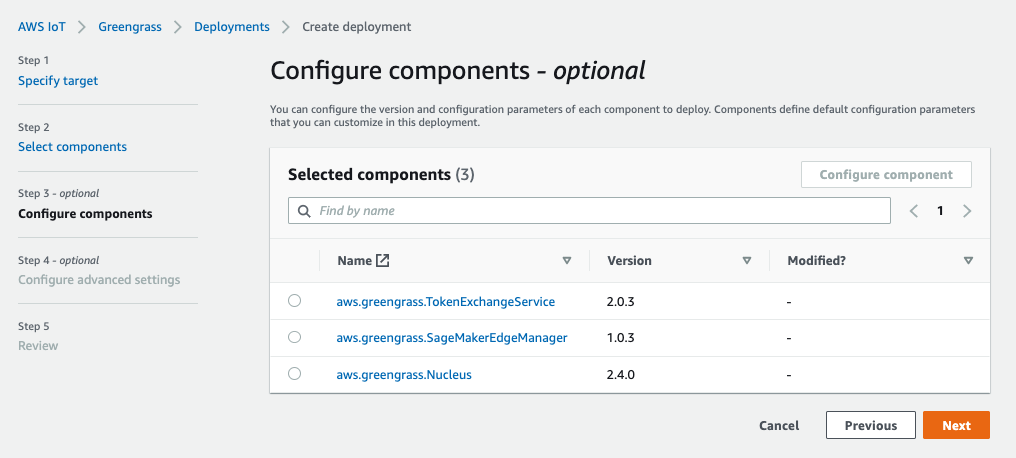 AWS IoT > Greengrass > Deployments > Create deployment
Step 1
Specify target
Step 2
Select components
Step 3 - optional
Configure components
Step 4 - optional
Configure advanced settings
Step 5
Review
Configure components - optional
You can configure the version and configuration parameters of each component to deploy. Components define default configuration parameters
that you can customize in this deployment.
Selected components (3)
Configure component
Find by name
< 1 >
Name Version Modified?
aws.greengrass.TokenExchangeService 2.0.3 -
aws.greengrass.SageMakerEdgeManager 1.0.3 -
aws.greengrass.Nucleus 2.4.0 -
Cancel Previous Next